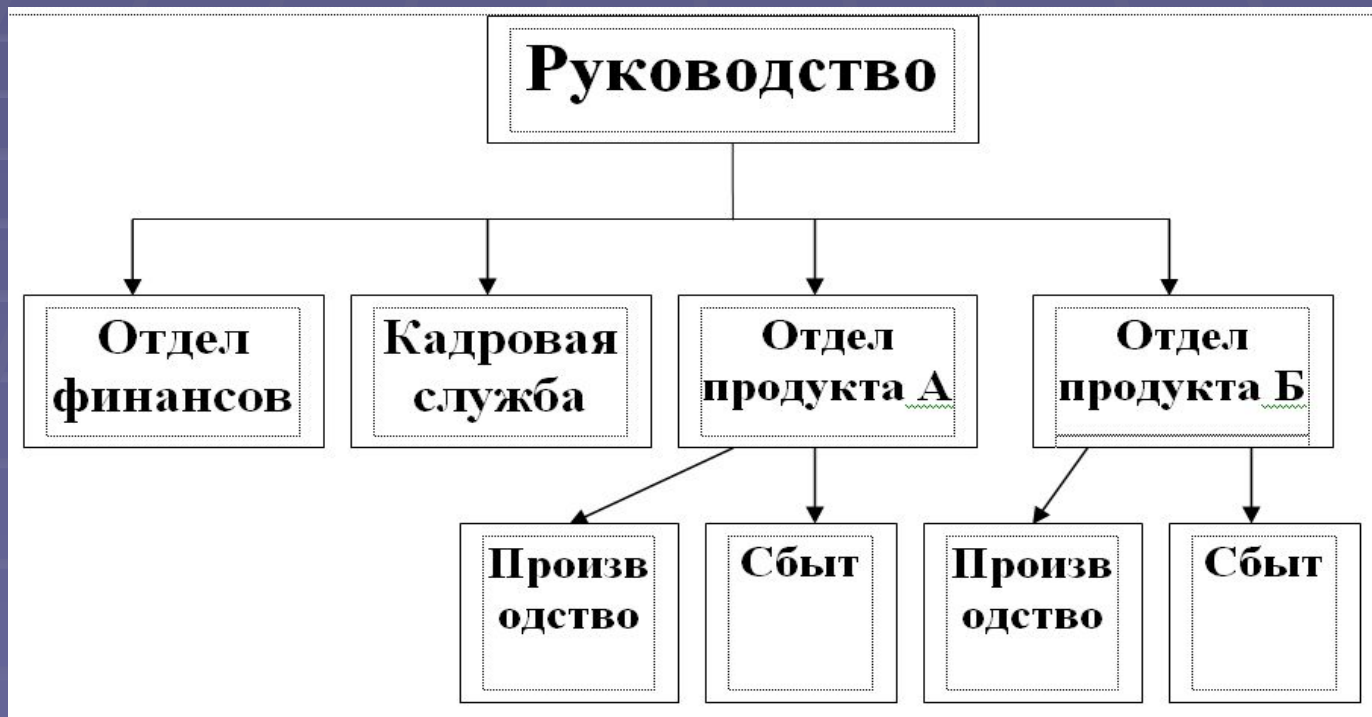 Руководство
Отдел
финансов
Кадровая
служба
Отдел
продукта А
Отдел
продукта Б
Произв
одство
Сбыт
Произв
одство
Сбыт